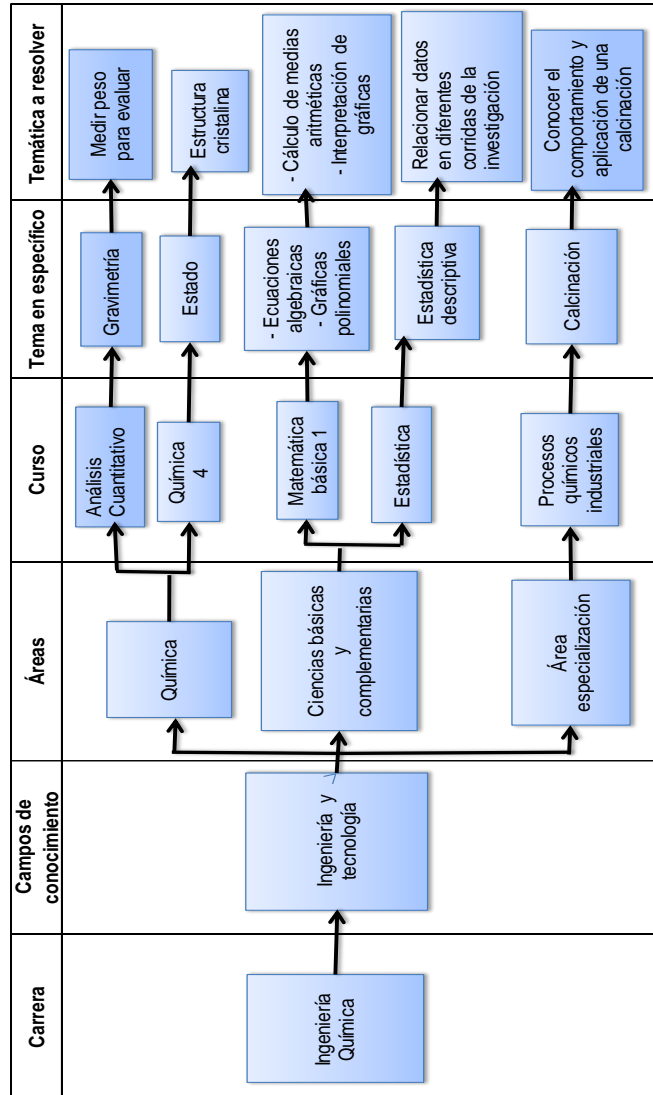 Carrera
Campos de
conocimiento
Áreas
Curso
Tema en específico
Temática a resolver
Ingeniería
Química
Ingeniería y
tecnología
Química
Ciencias básicas
y
complementarias
Área
especialización
Análisis
Cuantitativo
Química
4
Matemática
básica 1
Estadística
Procesos
químicos
industriales
Gravimetría
Estado
- Ecuaciones
algebraicas
- Gráficas
polinomiales
Estadística
descriptiva
Calcinación
Medir peso
para evaluar
Estructura
cristalina
- Cálculo de medias
aritméticas
- Interpretación de
gráficas
Relacionar datos
en diferentes
corridas de la
investigación
Conocer el
comportamiento y
aplicación de una
calcinación